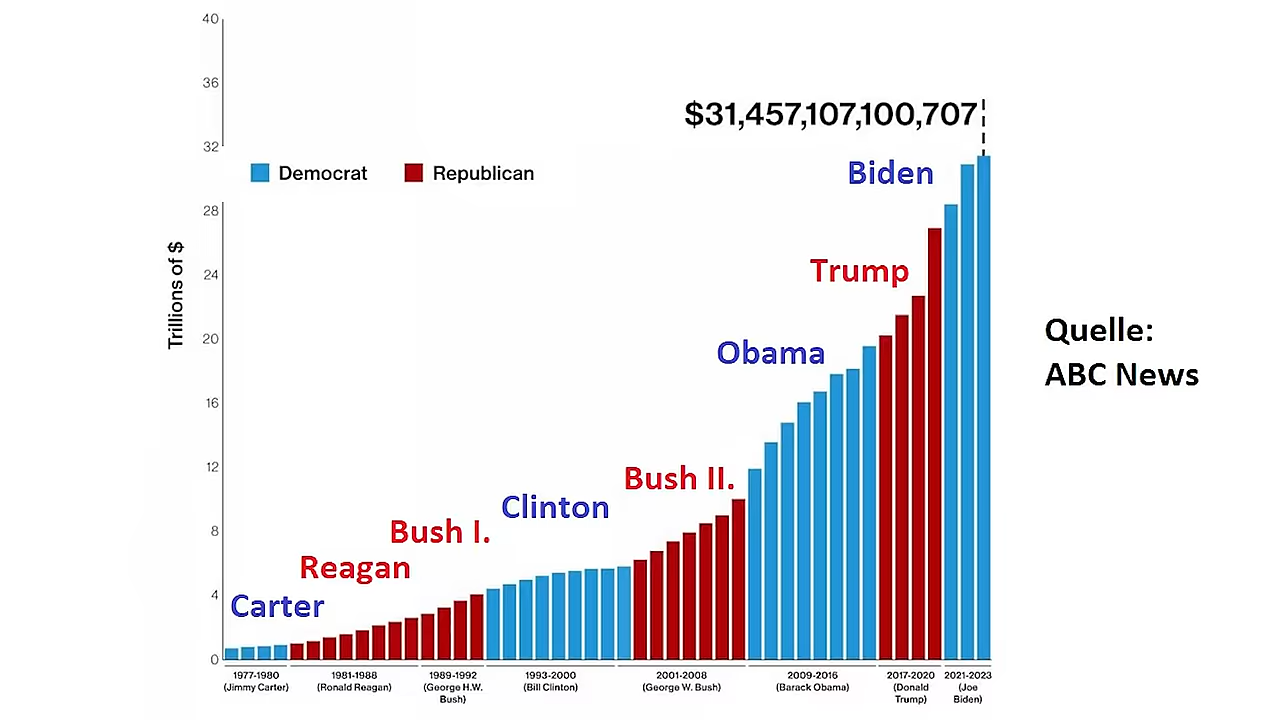 40
36
$31,457,107,100,707
32
Democrat
Republican
Biden
28
Trillions of $
24
Trump
Quelle:
ABC News
20
Obama
16
12
Bush II.
Clinton
8
Bush I.
Reagan
4
Carter
0
1977-1980
(Jimmy Carter)
1981-1988
(Ronald Reagan)
1989-1992
(George H.W.
Bush)
1993-2000
(Bill Clinton)
2001-2008
(George W. Bush)
2009-2016
(Barack Obama)
2017-2020
(Donald
Trump)
2021-2023
(Joe
Biden)